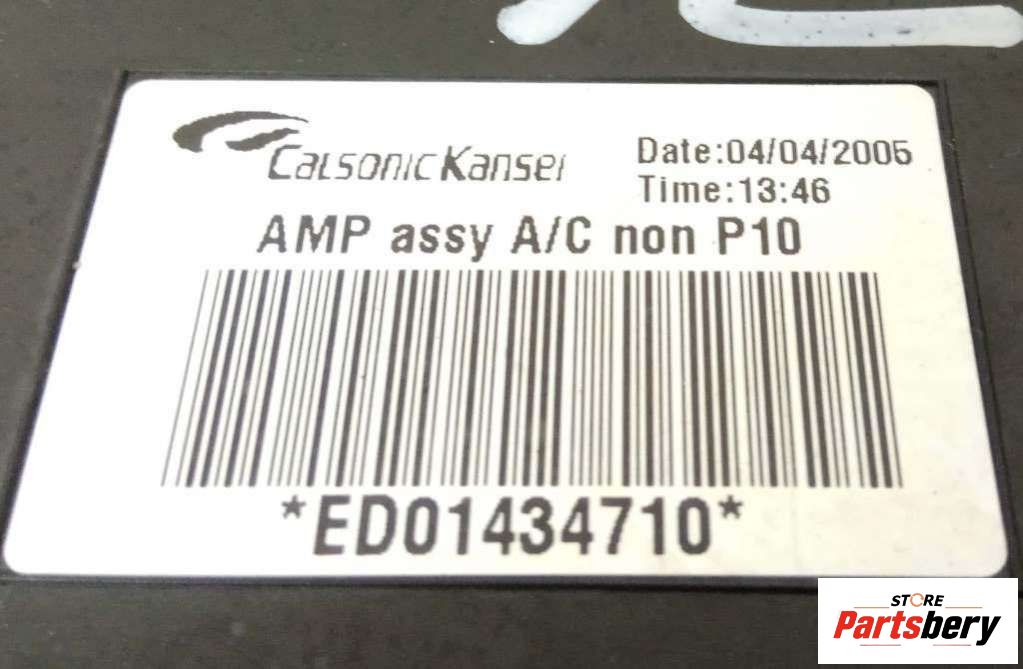 CalsonicKansei
Date:04/04/2005
Time:13:46
AMP assy A/C non P10
*ED01434710*
STORE
Partsbery